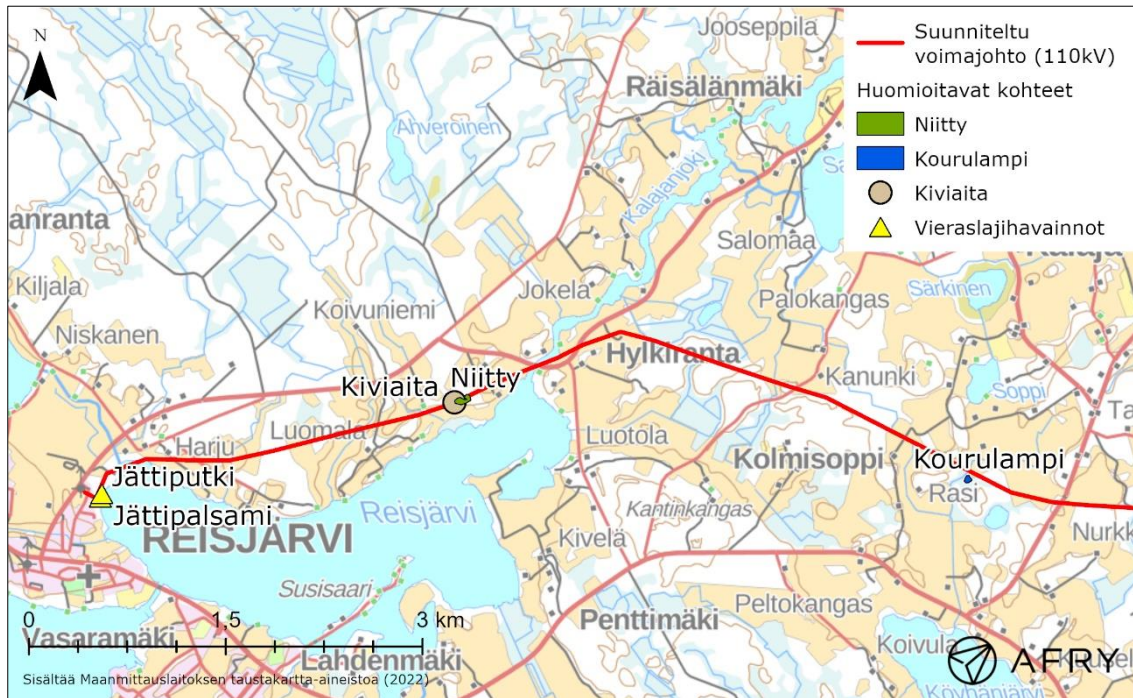 N
Jooseppila
Räisälänmäki
Ahveroinen
Kalajanjoki
anranta
Salomaa
Kiljala
Jokela
Koivuniemi
Palokangas
Särkinen
Niskanen
Hylkiranta
Kiviaita
Niitty
Kanunki
Soppi
Harju
Luomala
Luotola
Kolmisoppi
Kourulampi
Jättiputki
Rasi
Jättipalsami
Reisjärvi
Kantinkangas
REISJÄRVI
Kivelä
Nurkk
Susisaari
Penttimäki
Peltokangas
Vasaramäki
Lahdenmäki
Koivula
0
1,5
3 km
Sisältää Maanmittauslaitoksen taustakartta-aineistoa (2022)
Suunniteltu
voimajohto (110kV)
Huomioitavat kohteet
Niitty
Kourulampi
Kiviaita
Vieraslajihavainnot
AFRY